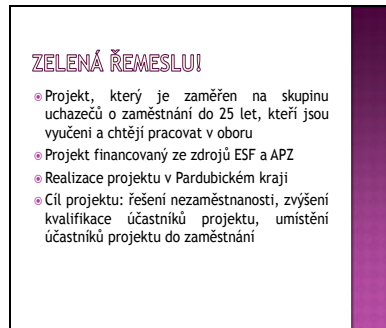 ZELENÁ ŘEMESLU!
Projekt, který je zaměřen na skupinu
uchazečů o zaměstnání do 25 let, kteří jsou
vyučeni a chtějí pracovat v oboru
Projekt financovaný ze zdrojů ESF a APZ
Realizace projektu v Pardubickém kraji
Cíl projektu: řešení nezaměstnanosti, zvýšení
kvalifikace účastníků projektu, umístění
účastníků projektu do zaměstnání